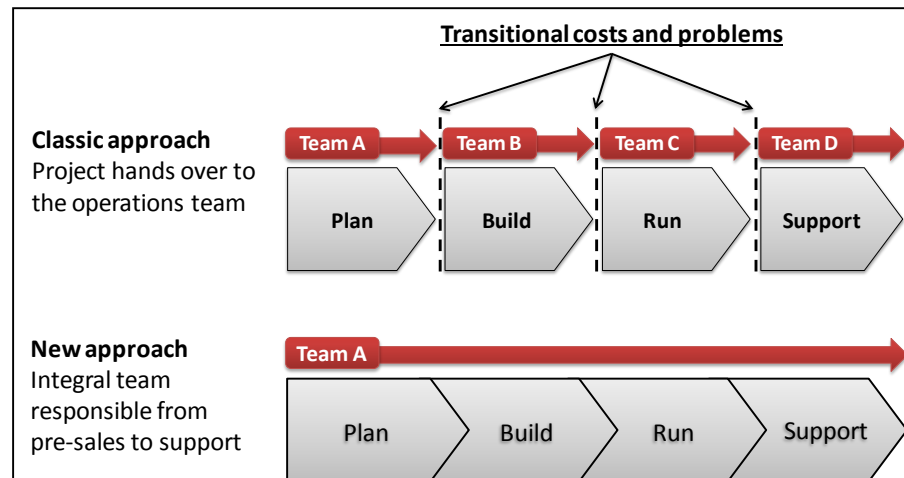 Transitional costs and problems
Classic approach
Project hands over to
the operations team
Team A
Team B
Team C
Team D
Plan
Build
Run
Support
New approach
Integral team
responsible from
pre-sales to support
Team A
Plan
Build
Run
Support